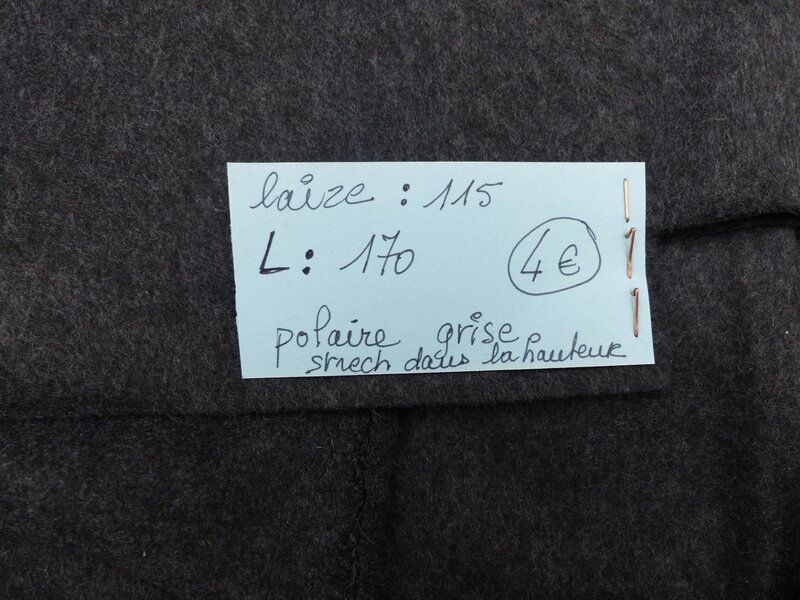 laize : 115
L : 170
4 €
polaire grise
strech dans la hauteur